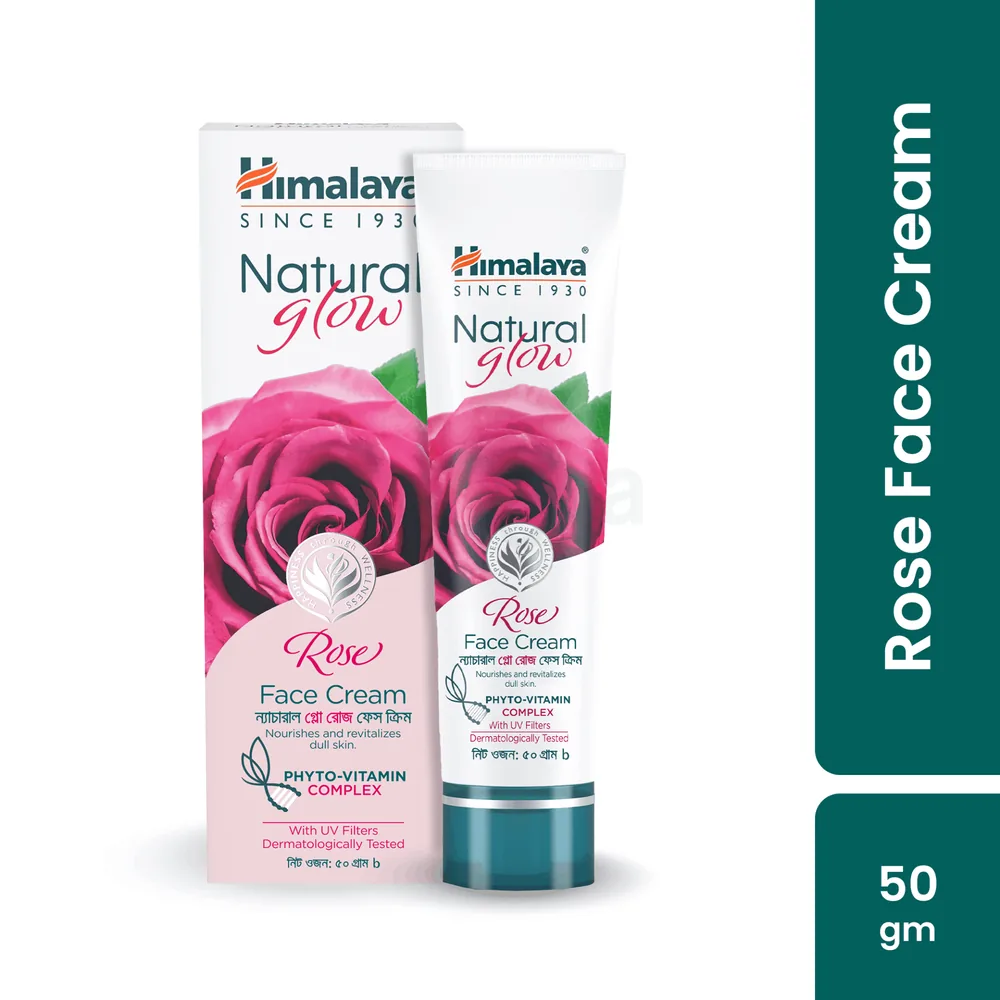 Himalaya
SINCE 1930
Natural
glow
HAPPINESS through WELLNESS
Rose
Face Cream
ন্যাচারাল গ্লো রোজ ফেস ক্রিম
Nourishes and revitalizes
dull skin.
PHYTO-VITAMIN
COMPLEX
With UV Filters
Dermatologically Tested
নিট ওজন: ৫০ গ্রাম b
Himalaya®
SINCE 1930
Natural
glow
HAPPINESS through WELLNESS
Rose
Face Cream
ন্যাচারাল গ্লো রোজ ফেস ক্রিম
Nourishes and revitalizes
dull skin.
PHYTO-VITAMIN
COMPLEX
With UV Filters
Dermatologically Tested
নিট ওজন: ৫০ গ্রাম b
Rose Face Cream
50
gm